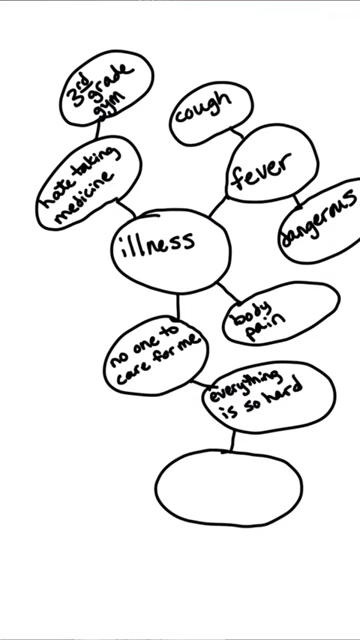 3rd
grade
gym
cough
hate taking
medicine
fever
dangerous
illness
body
pain
no one to
care for me
everything
is so hard